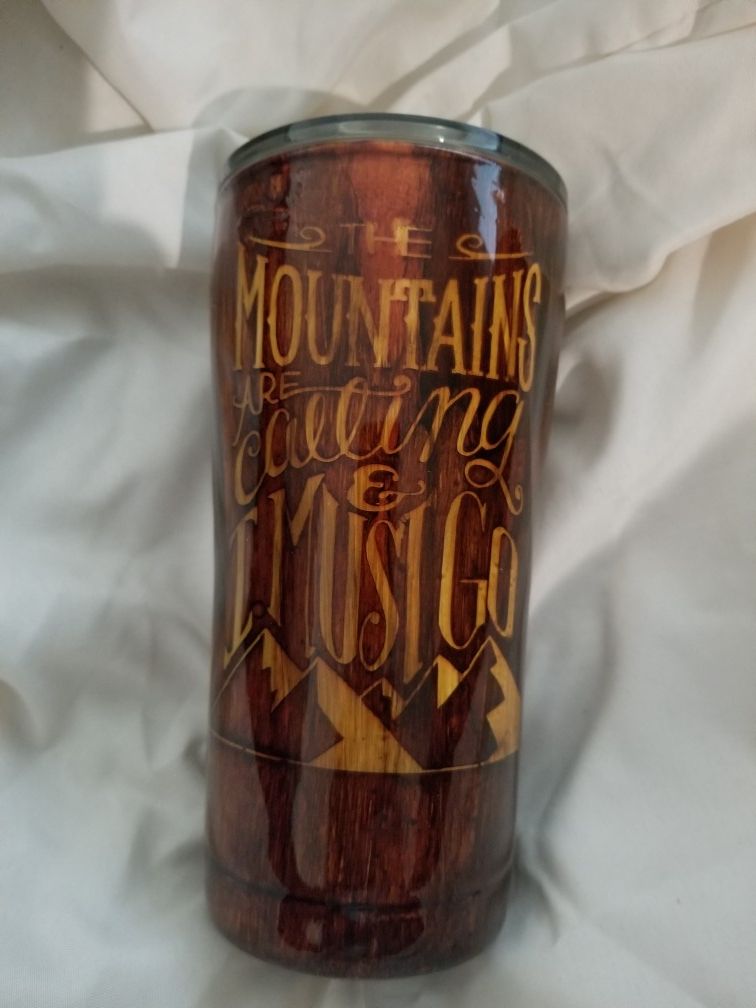 THE
MOUNTAINS
ARE
calling
&
I MUST GO